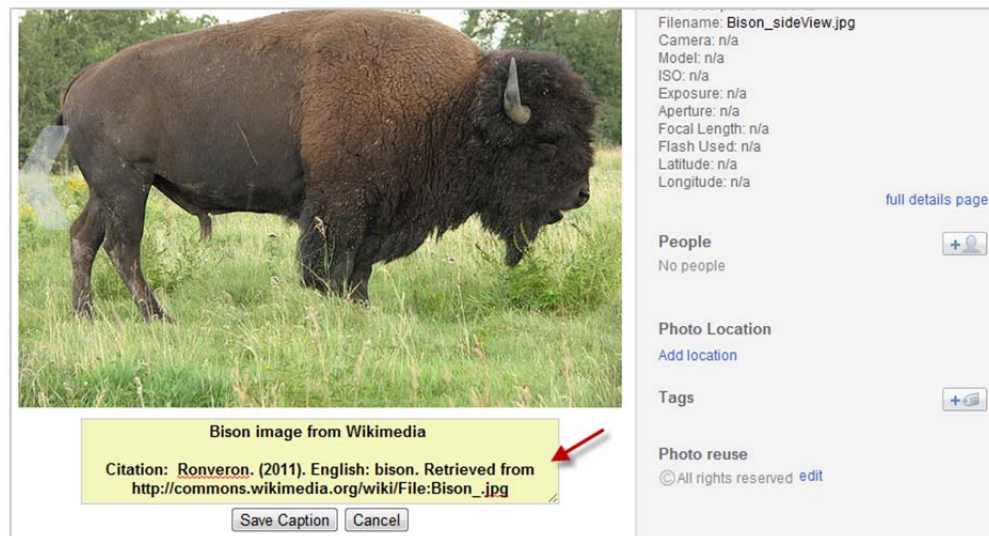 Filename: Bison_sideView.jpg
Camera: n/a
Model: n/a
ISO: n/a
Exposure: n/a
Aperture: n/a
Focal Length: n/a
Flash Used: n/a
Latitude: n/a
Longitude: n/a
full details page
People
No people
Photo Location
Add location
Tags
Photo reuse
© All rights reserved edit
Bison image from Wikimedia
Citation: Ronveron. (2011). English: bison. Retrieved from
http://commons.wikimedia.org/wiki/File:Bison_.jpg
Save Caption Cancel